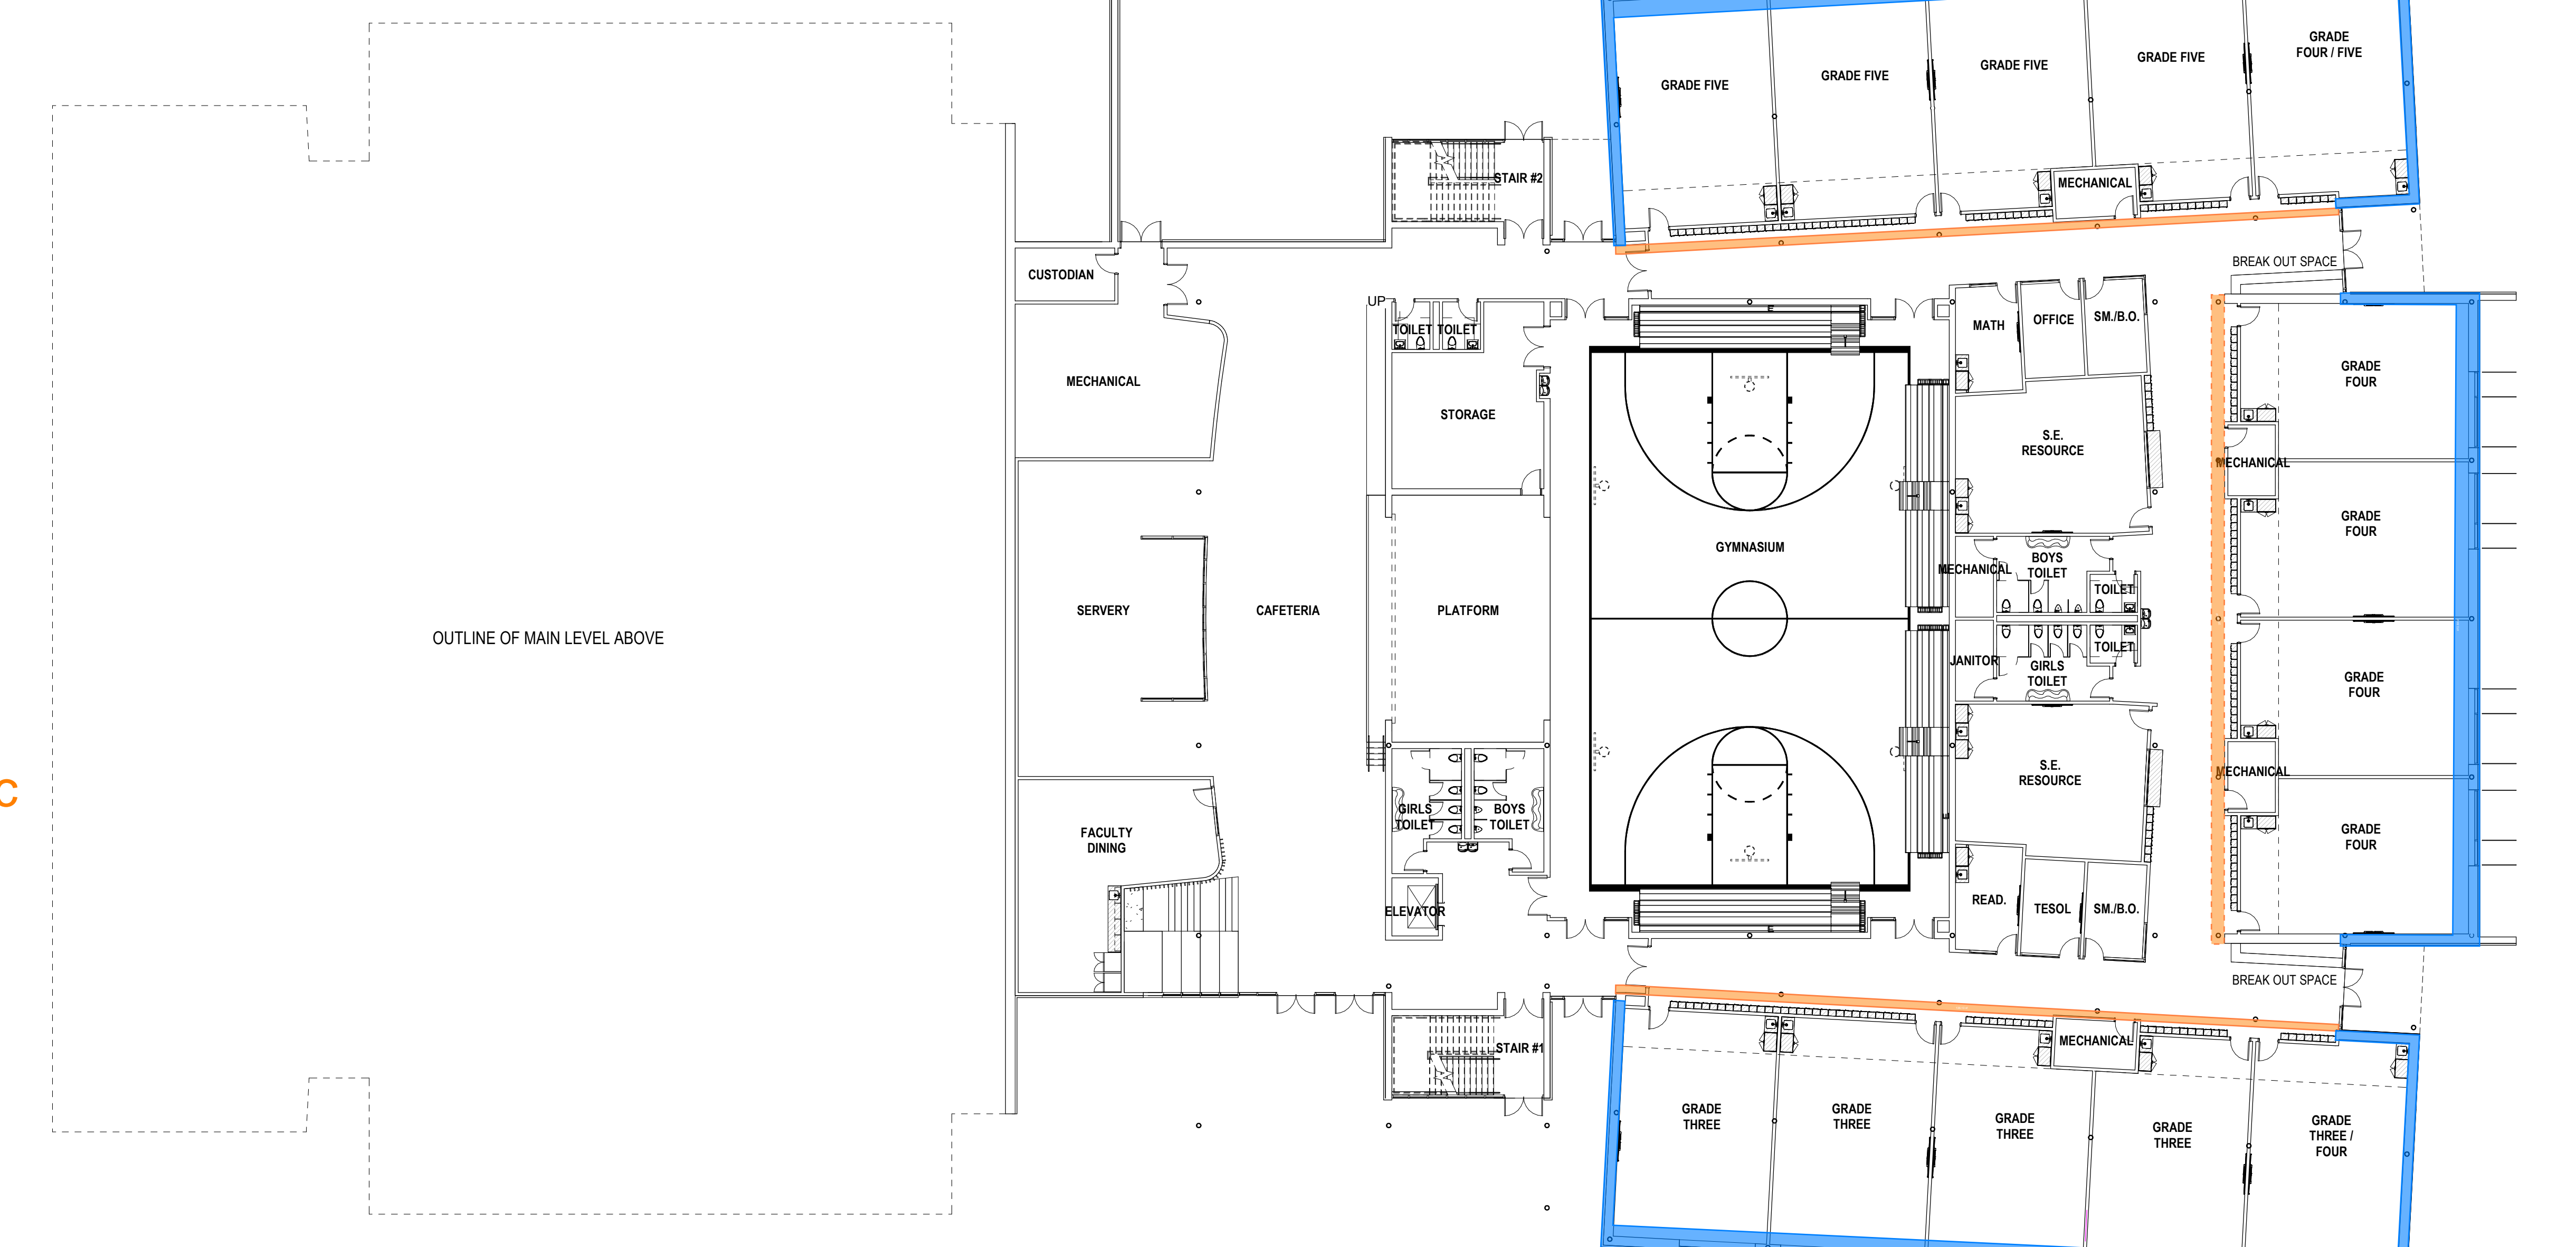 GRADE
FOUR / FIVE
GRADE FIVE
GRADE FIVE
GRADE FIVE
GRADE FIVE
STAIR #2
MECHANICAL
BREAK OUT SPACE
CUSTODIAN
UP
TOILET
TOILET
E
MATH
OFFICE
SM./B.O.
MECHANICAL
GRADE
FOUR
STORAGE
S.E.
RESOURCE
MECHANICAL
GRADE
FOUR
GYMNASIUM
MECHANICAL
BOYS
TOILET
TOILET
SERVERY
CAFETERIA
PLATFORM
OUTLINE OF MAIN LEVEL ABOVE
JANITOR
GIRLS
TOILET
TOILET
GRADE
FOUR
S.E.
RESOURCE
MECHANICAL
C
GIRLS
TOILET
BOYS
TOILET
FACULTY
DINING
GRADE
FOUR
ELEVATOR
READ.
TESOL
SM./B.O.
E
BREAK OUT SPACE
STAIR #1
MECHANICAL
GRADE
THREE
GRADE
THREE
GRADE
THREE
GRADE
THREE
GRADE
THREE /
FOUR